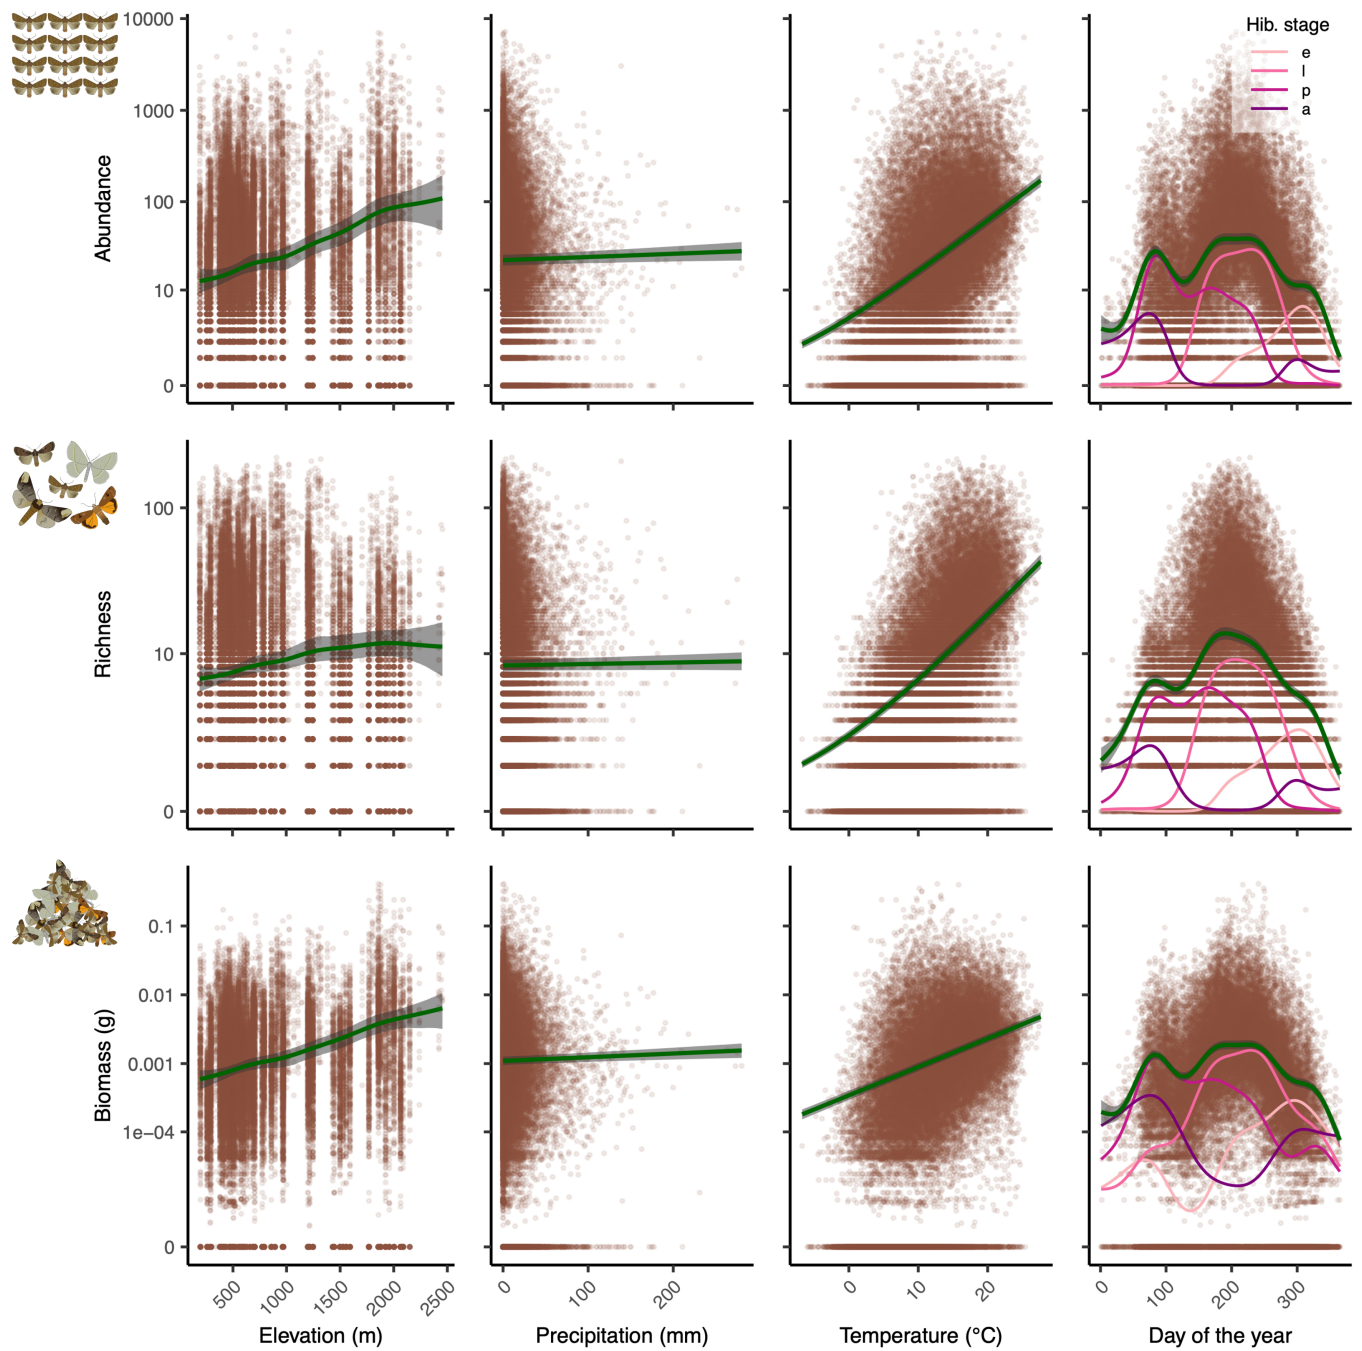 Hib. stage
e
l
p
a
Abundance
10000
1000
100
10
0
Richness
100
10
0
Biomass (g)
0.1
0.01
0.001
1e−04
0
500
1000
1500
2000
2500
0
100
200
0
10
20
0
100
200
300
Elevation (m)
Precipitation (mm)
Temperature (°C)
Day of the year